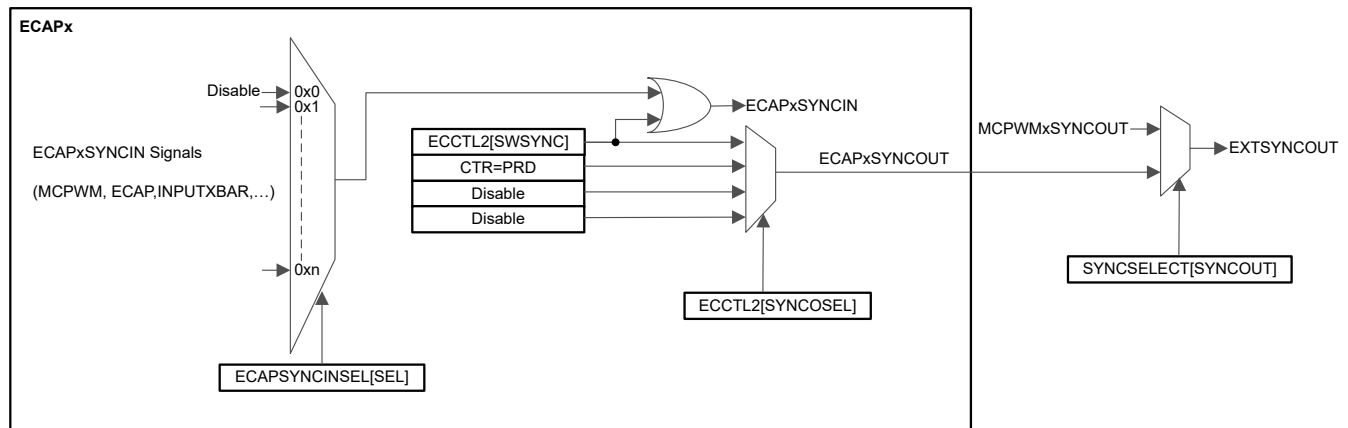 ECAPx
Disable
0x0
0x1
ECAPxSYNCIN
MCPWMxSYNCOUT
ECCTL2[SWSYNC]
ECAPxSYNCIN Signals
ECAPxSYNCOUT
EXTSYNCOUT
CTR=PRD
(MCPWM, ECAP,INPUTXBAR,…)
Disable
Disable
0xn
SYNCSELECT[SYNCOUT]
ECCTL2[SYNCOSEL]
ECAPSYNCINSEL[SEL]